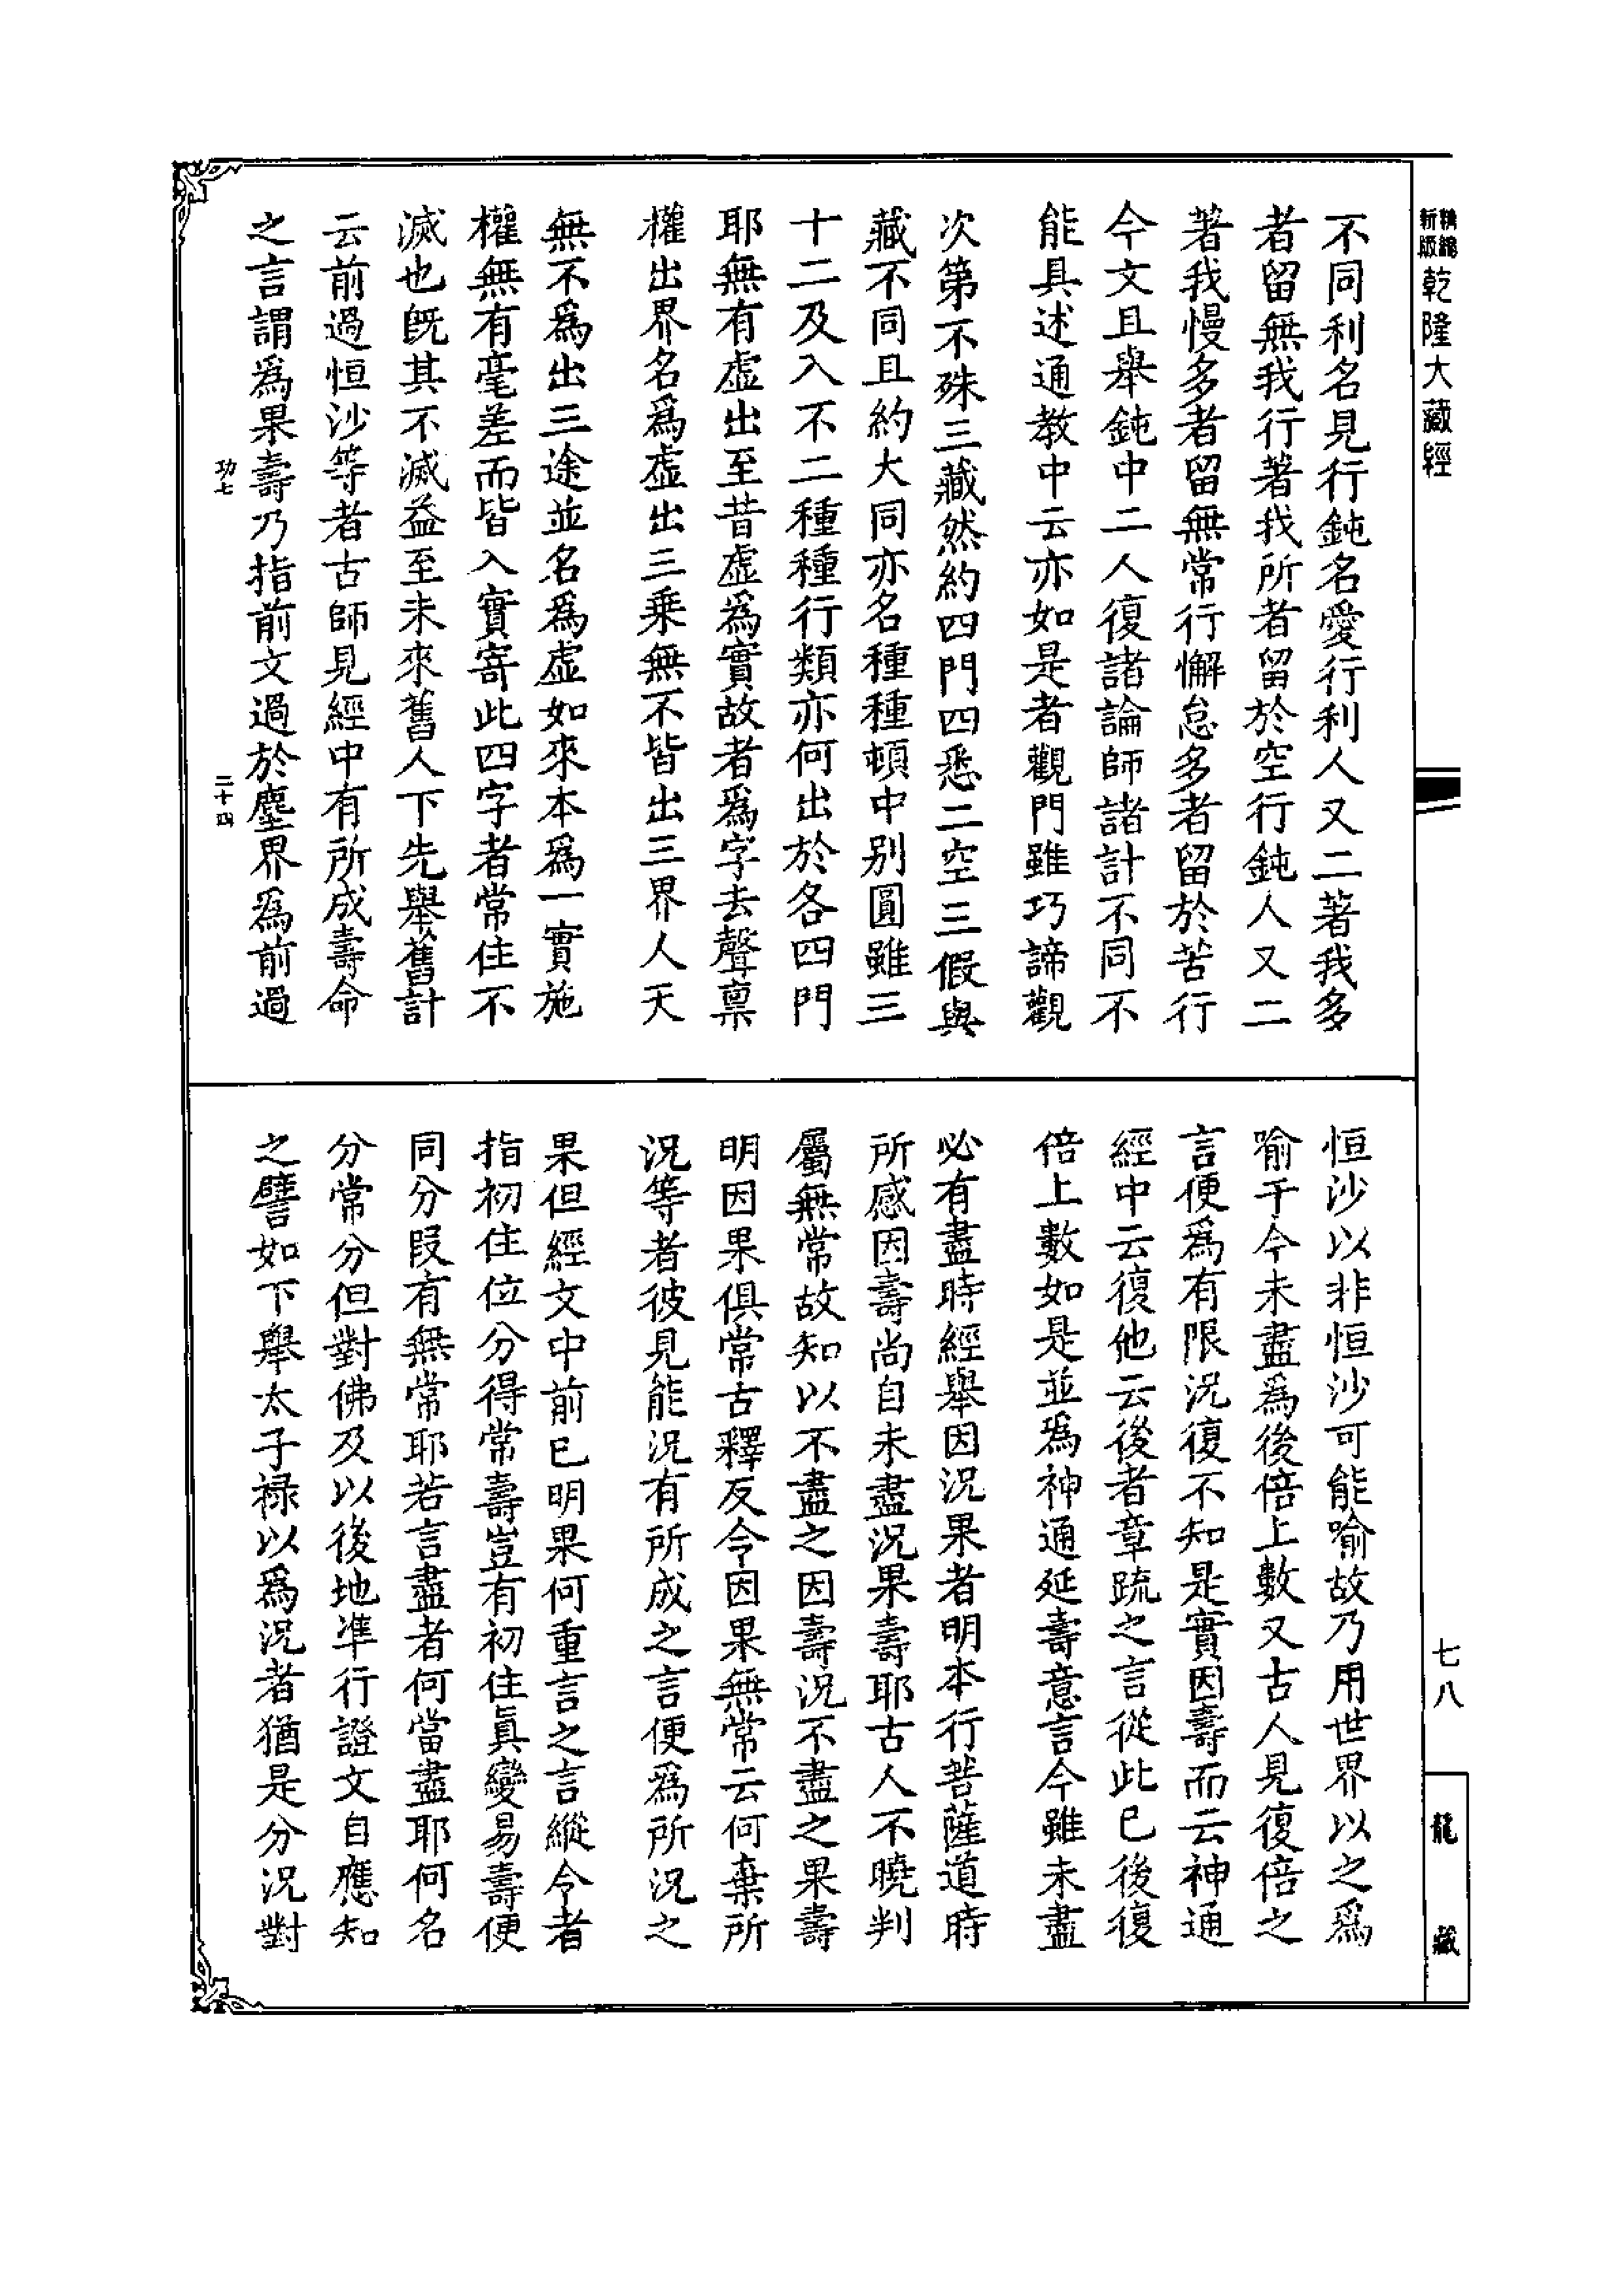 精編
新版
乾隆大藏經
不同利名見行鈍名愛行利人又二著我多
者留無我行著我所者留於空行鈍人又二
著我慢多者留無常行懈怠多者留於苦行
今文且舉鈍中二人復諸論師諸計不同不
能具述通教中云亦如是者觀門雖巧諦觀
次第不殊三藏然約四門四悉二空三假與
藏不同且約大同亦名種種頓中別圓雖三
十二及入不二種種行類亦何出於各四門
耶無有虛出至昔虛為實故者為字去聲禀
權出界名為虛出三乘無不皆出三界人天
無不為出三途並名為虛如來本為一實施
權無有毫差而皆入實寄此四字者常住不
滅也既其不滅益至未來舊人下先舉舊計
云前過恒沙等者古師見經中有所成壽命
之言謂為果壽乃指前文過於塵界為前過
功七
二十四
恒沙以非恒沙可能喻故乃用世界以之為
喻于今未盡為後倍上數又古人見復倍之
言便為有限況復不知是實因壽而云神通
經中云復他云後者章疏之言從此已後復
倍上數如是並為神通延壽意言今雖未盡
必有盡時經舉因況果者明本行菩薩道時
所感因壽尚自未盡況果壽耶古人不曉判
屬無常故知以不盡之因壽況不盡之果壽
明因果俱常古釋反令因果無常云何棄所
況等者彼見能況有所成之言便為所況之
果但經文中前已明果何重言之言縱令者
指初住位分得常壽豈有初住真變易壽便
同分段有無常耶若言盡者何當盡耶何名
分常分但對佛及以後地準行證文自應知
之譬如下舉太子祿以為況者猶是分況對
七八
龍藏